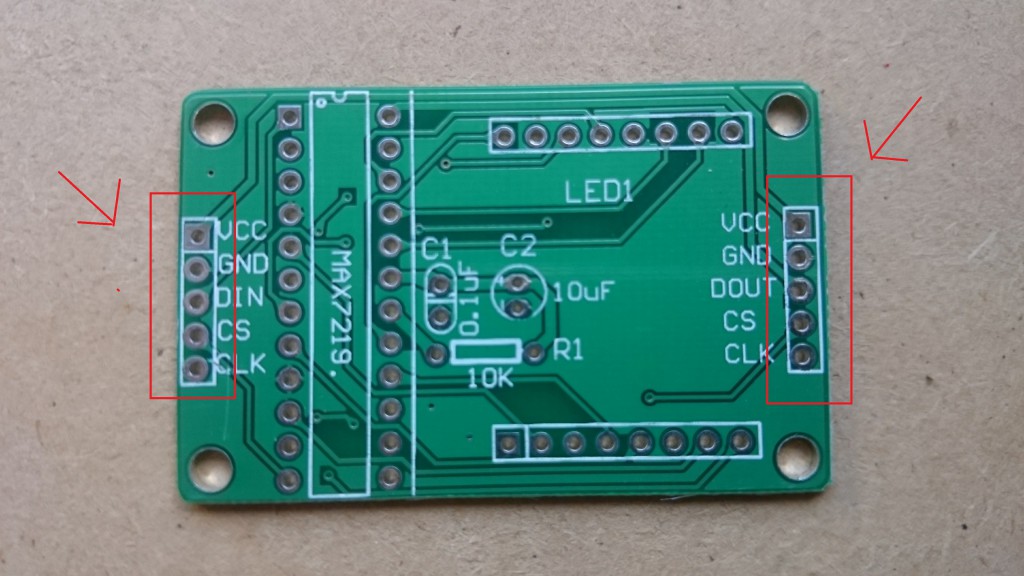 VCC
GND
DIN
CS
CLK
MAX7219
LED1
C1
0.1uF
C2
10uF
R1
10K
VCC
GND
DOUT
CS
CLK